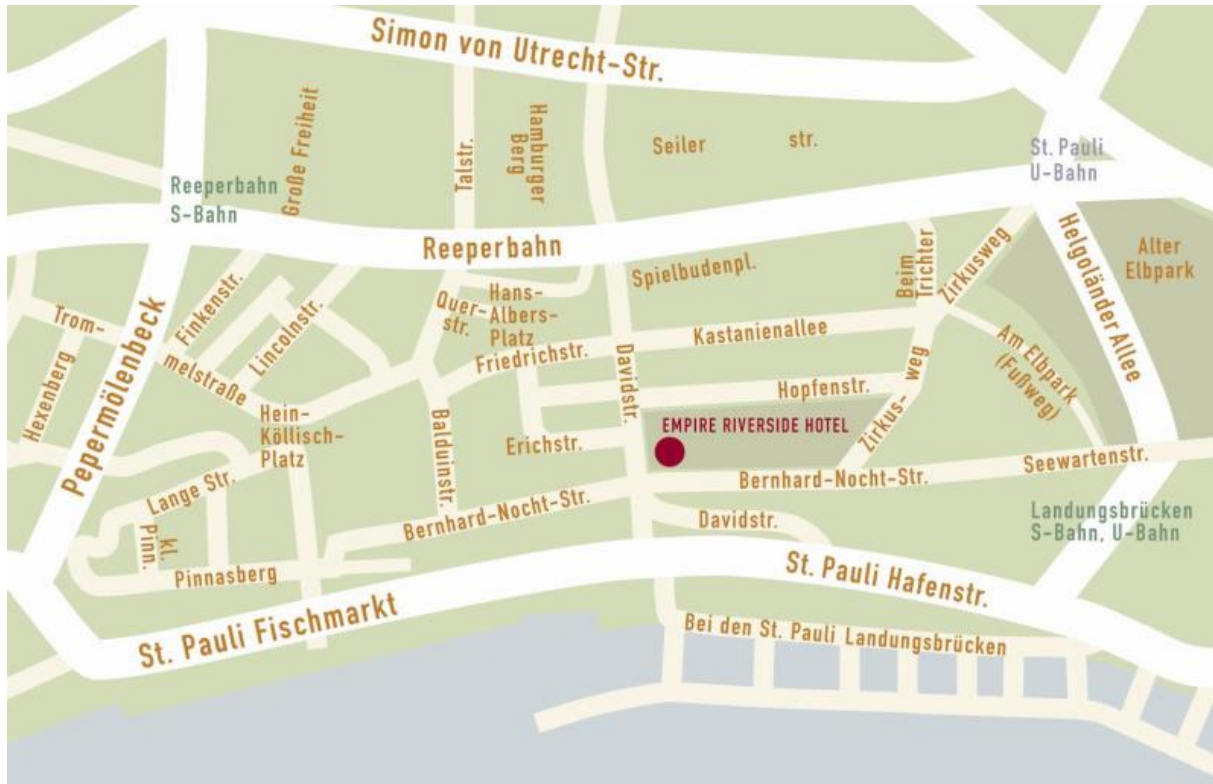 Simon von Utrecht-Str.
Große Freiheit
Talstr.
Hamburger
Berg
Seiler
str.
St. Pauli
U-Bahn
Reeperbahn
S-Bahn
Reeperbahn
Helgoländer Allee
Alter
Elbpark
Spielbudenpl.
Beim
Trichter
Zirkusweg
Finkenstr.
Lincolnstr.
Quer-
str.
Hans-
Albers-
Platz
Trom-
melstraße
Hexenberg
Pepermölenbeck
Friedrichstr.
Davidstr.
Kastanienallee
Am Elbpark
(Fußweg)
Hopfenstr.
Zirkus-
weg
Hein-
Köllisch-
Platz
Balduinstr.
Erichstr.
EMPIRE RIVERSIDE HOTEL
Lange Str.
Bernhard-Nocht-Str.
Bernhard-Nocht-Str.
Seewartenstr.
kl.
Pinn.
Davidstr.
Landungsbrücken
S-Bahn, U-Bahn
Pinnasberg
St. Pauli Fischmarkt
St. Pauli Hafenstr.
Bei den St. Pauli Landungsbrücken